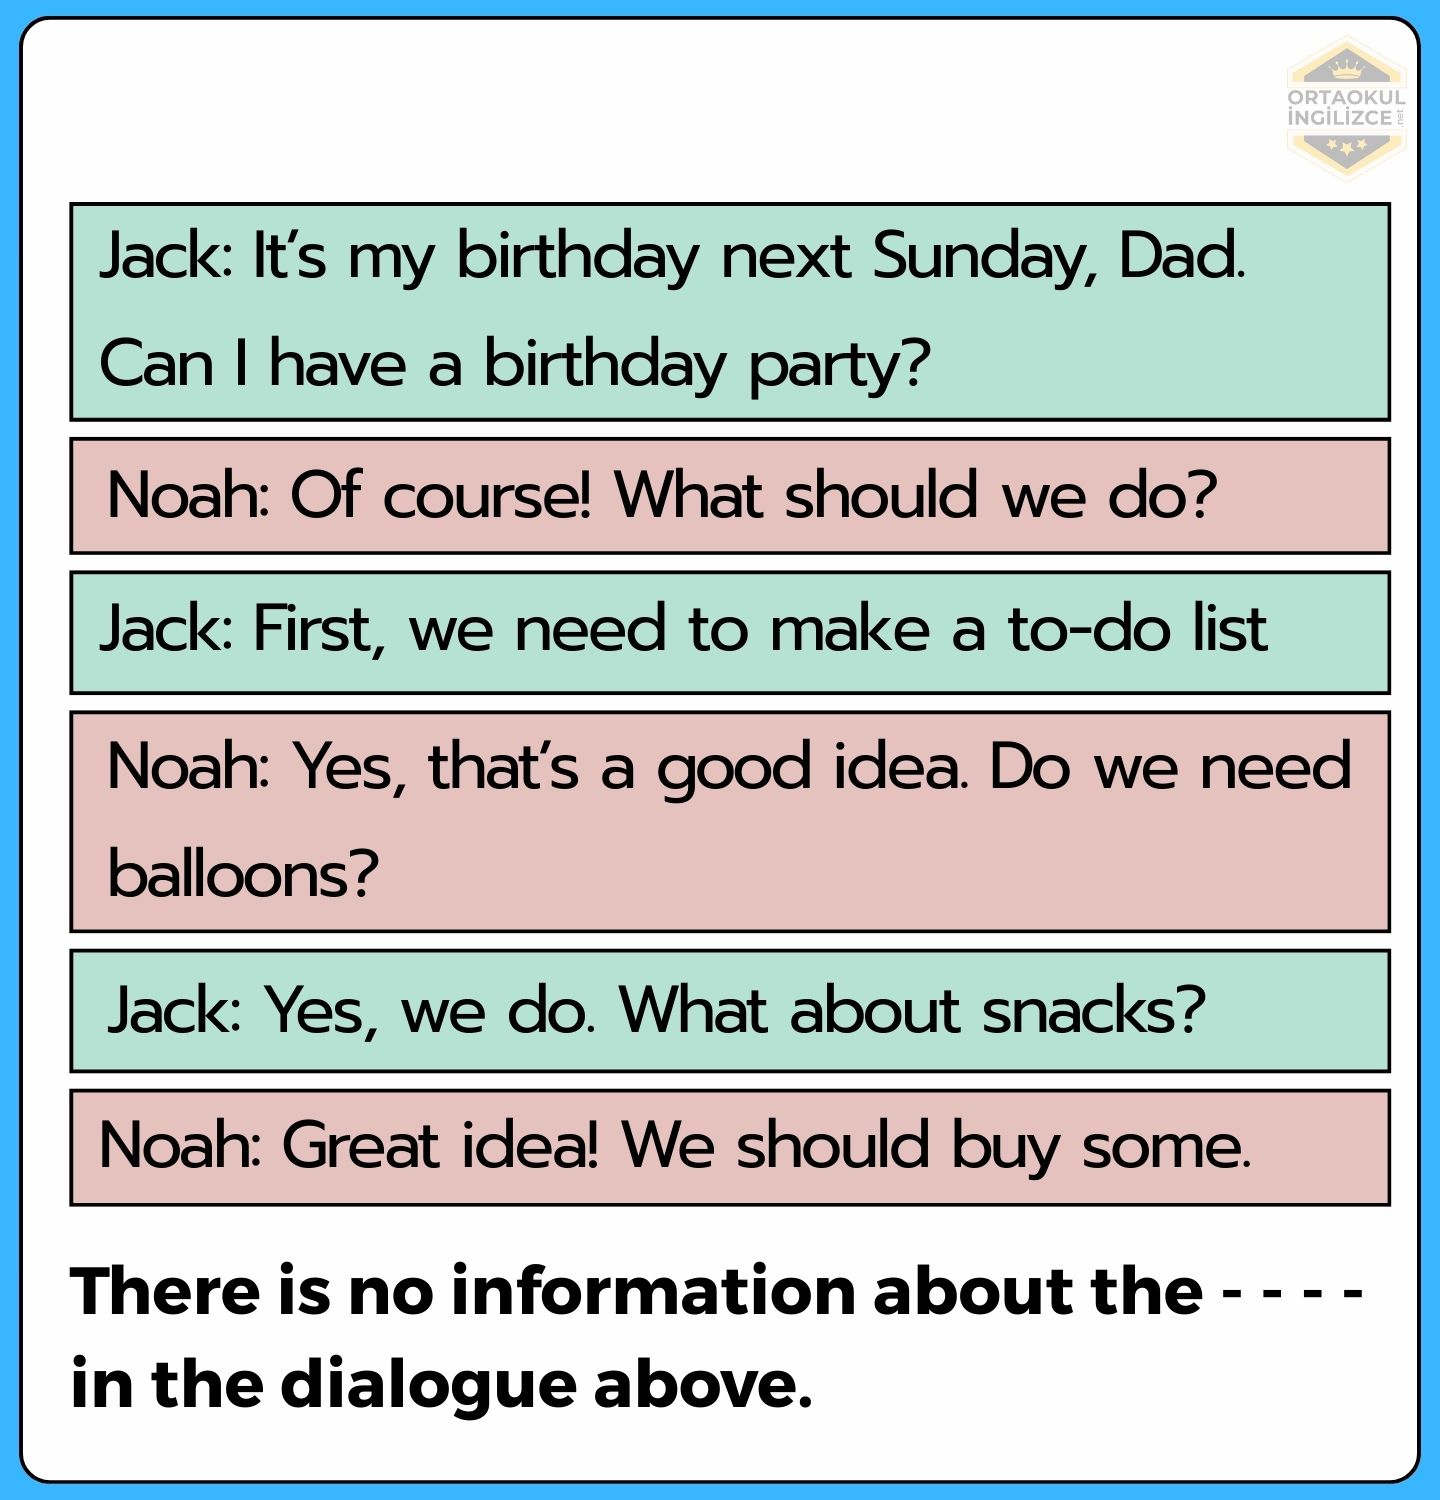 ORTAOKUL
İNGİLİZCE .net
Jack: It’s my birthday next Sunday, Dad.
Can I have a birthday party?
Noah: Of course! What should we do?
Jack: First, we need to make a to-do list
Noah: Yes, that’s a good idea. Do we need
balloons?
Jack: Yes, we do. What about snacks?
Noah: Great idea! We should buy some.
There is no information about the - - - -
in the dialogue above.